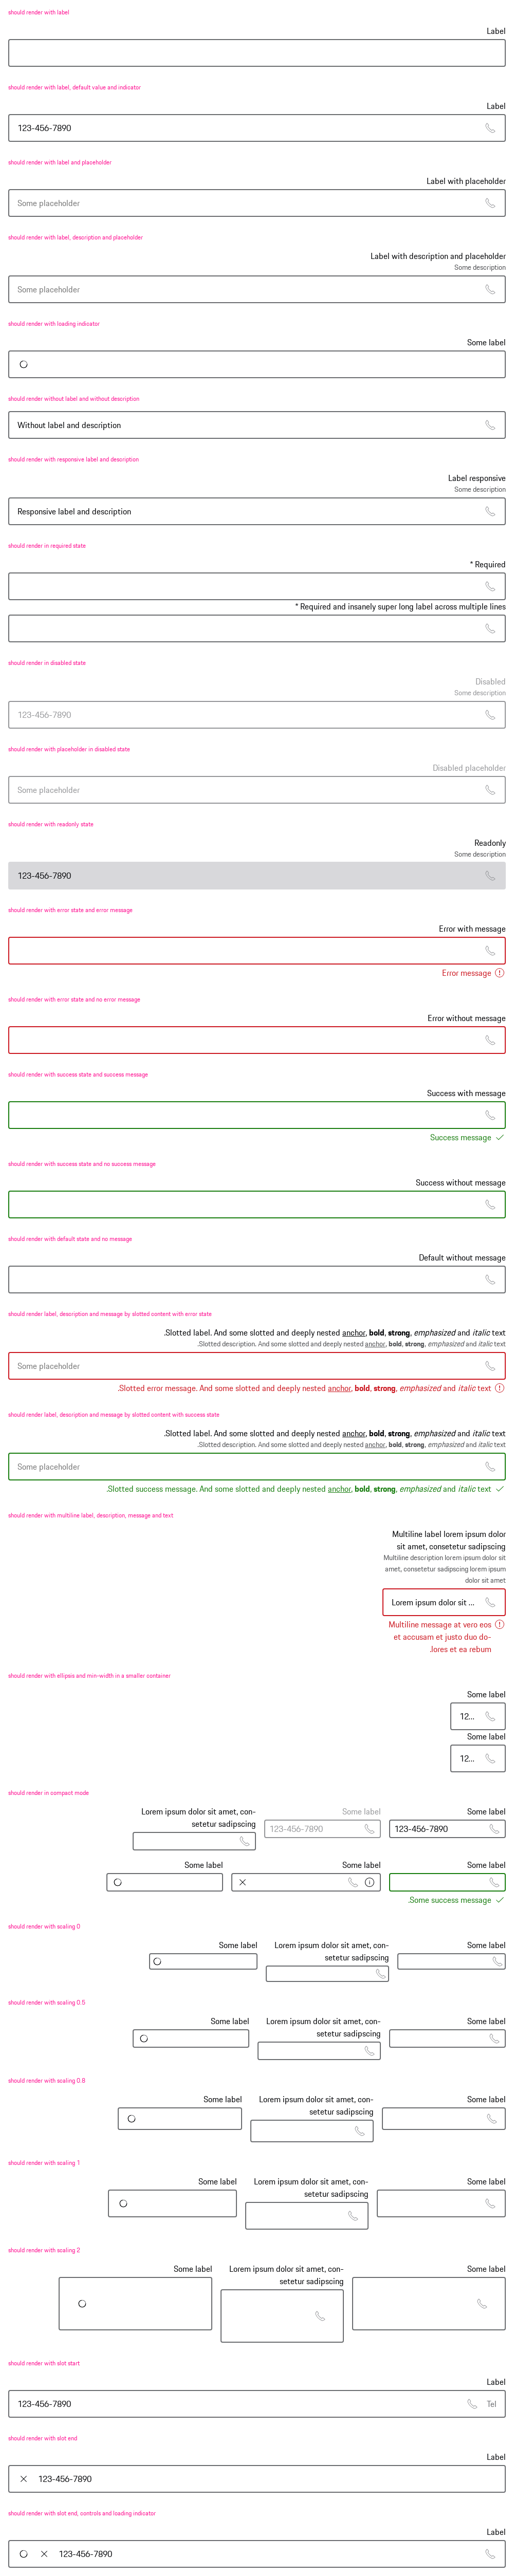 should render with label
Label
should render with label, default value and indicator
Label
123-456-7890
should render with label and placeholder
Label with placeholder
Some placeholder
should render with label, description and placeholder
Label with description and placeholder
Some description
Some placeholder
should render with loading indicator
Some label
should render without label and without description
Without label and description
should render with responsive label and description
Label responsive
Some description
Responsive label and description
should render in required state
* Required
* Required and insanely super long label across multiple lines
should render in disabled state
Disabled
Some description
123-456-7890
should render with placeholder in disabled state
Disabled placeholder
Some placeholder
should render with readonly state
Readonly
Some description
123-456-7890
should render with error state and error message
Error with message
Error message
should render with error state and no error message
Error without message
should render with success state and success message
Success with message
Success message
should render with success state and no success message
Success without message
should render with default state and no message
Default without message
should render label, description and message by slotted content with error state
.Slotted label. And some slotted and deeply nested anchor, bold, strong, emphasized and italic text
.Slotted description. And some slotted and deeply nested anchor, bold, strong, emphasized and italic text
Some placeholder
.Slotted error message. And some slotted and deeply nested anchor, bold, strong, emphasized and italic text
should render label, description and message by slotted content with success state
.Slotted label. And some slotted and deeply nested anchor, bold, strong, emphasized and italic text
.Slotted description. And some slotted and deeply nested anchor, bold, strong, emphasized and italic text
Some placeholder
.Slotted success message. And some slotted and deeply nested anchor, bold, strong, emphasized and italic text
should render with multiline label, description, message and text
Multiline label lorem ipsum dolor
sit amet, consetetur sadipscing
Multiline description lorem ipsum dolor sit
amet, consetetur sadipscing lorem ipsum
dolor sit amet
Lorem ipsum dolor sit ...
Multiline message at vero eos
et accusam et justo duo do-
.lores et ea rebum
should render with ellipsis and min-width in a smaller container
Some label
12...
Some label
12...
should render in compact mode
Lorem ipsum dolor sit amet, con-
setetur sadipscing
Some label
123-456-7890
Some label
123-456-7890
Some label
Some label
Some label
.Some success message
should render with scaling 0
Some label
Lorem ipsum dolor sit amet, con-
setetur sadipscing
Some label
should render with scaling 0.5
Some label
Lorem ipsum dolor sit amet, con-
setetur sadipscing
Some label
should render with scaling 0.8
Some label
Lorem ipsum dolor sit amet, con-
setetur sadipscing
Some label
should render with scaling 1
Some label
Lorem ipsum dolor sit amet, con-
setetur sadipscing
Some label
should render with scaling 2
Some label
Lorem ipsum dolor sit amet, con-
setetur sadipscing
Some label
should render with slot start
Label
123-456-7890
Tel
should render with slot end
Label
123-456-7890
should render with slot end, controls and loading indicator
Label
123-456-7890